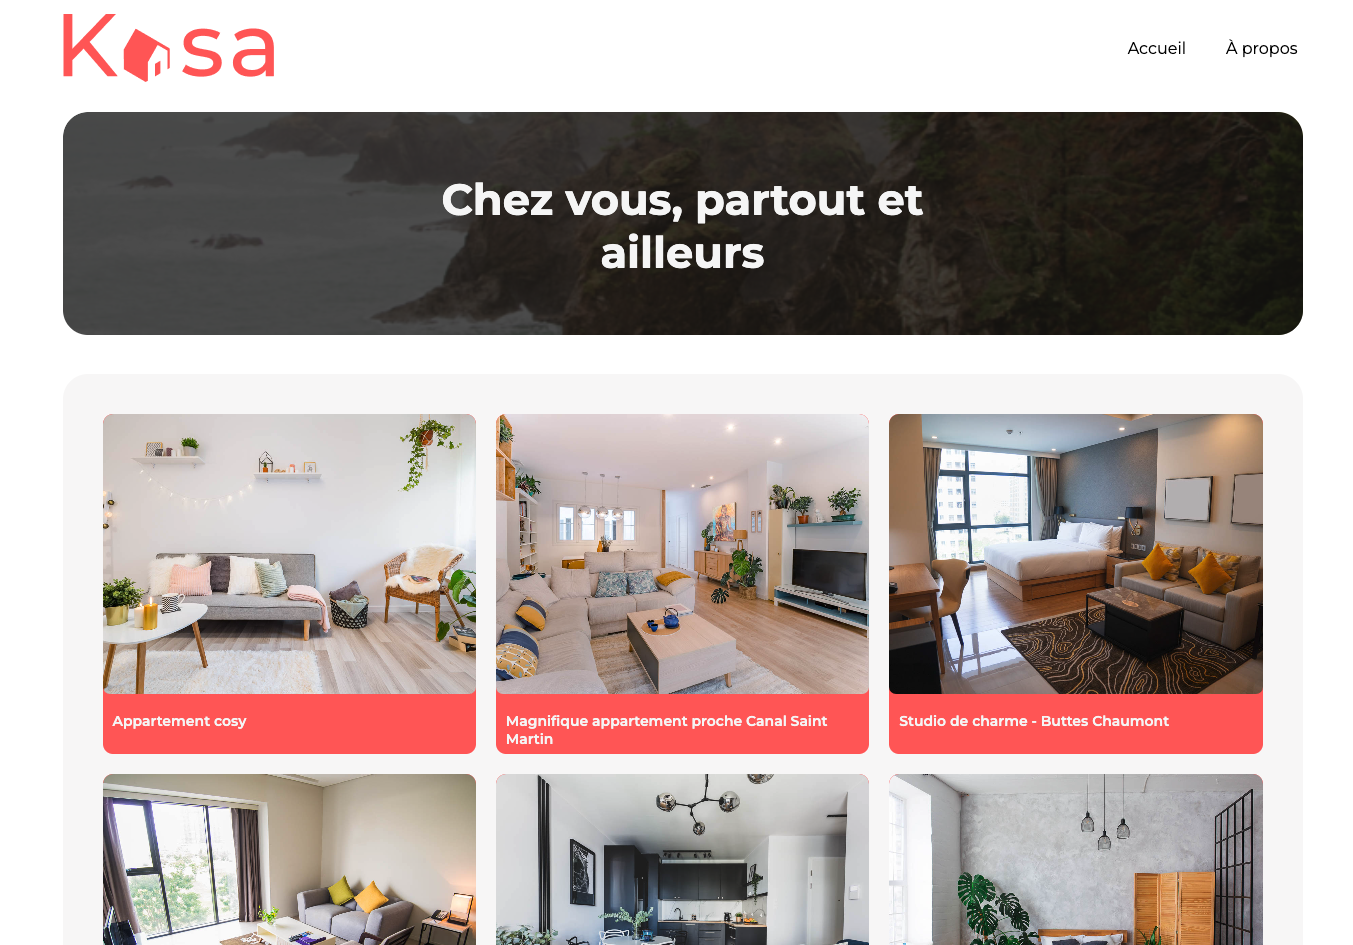 Kasa
Accueil
À propos
Chez vous, partout et
ailleurs
Appartement cosy
Magnifique appartement proche Canal Saint
Martin
Studio de charme - Buttes Chaumont